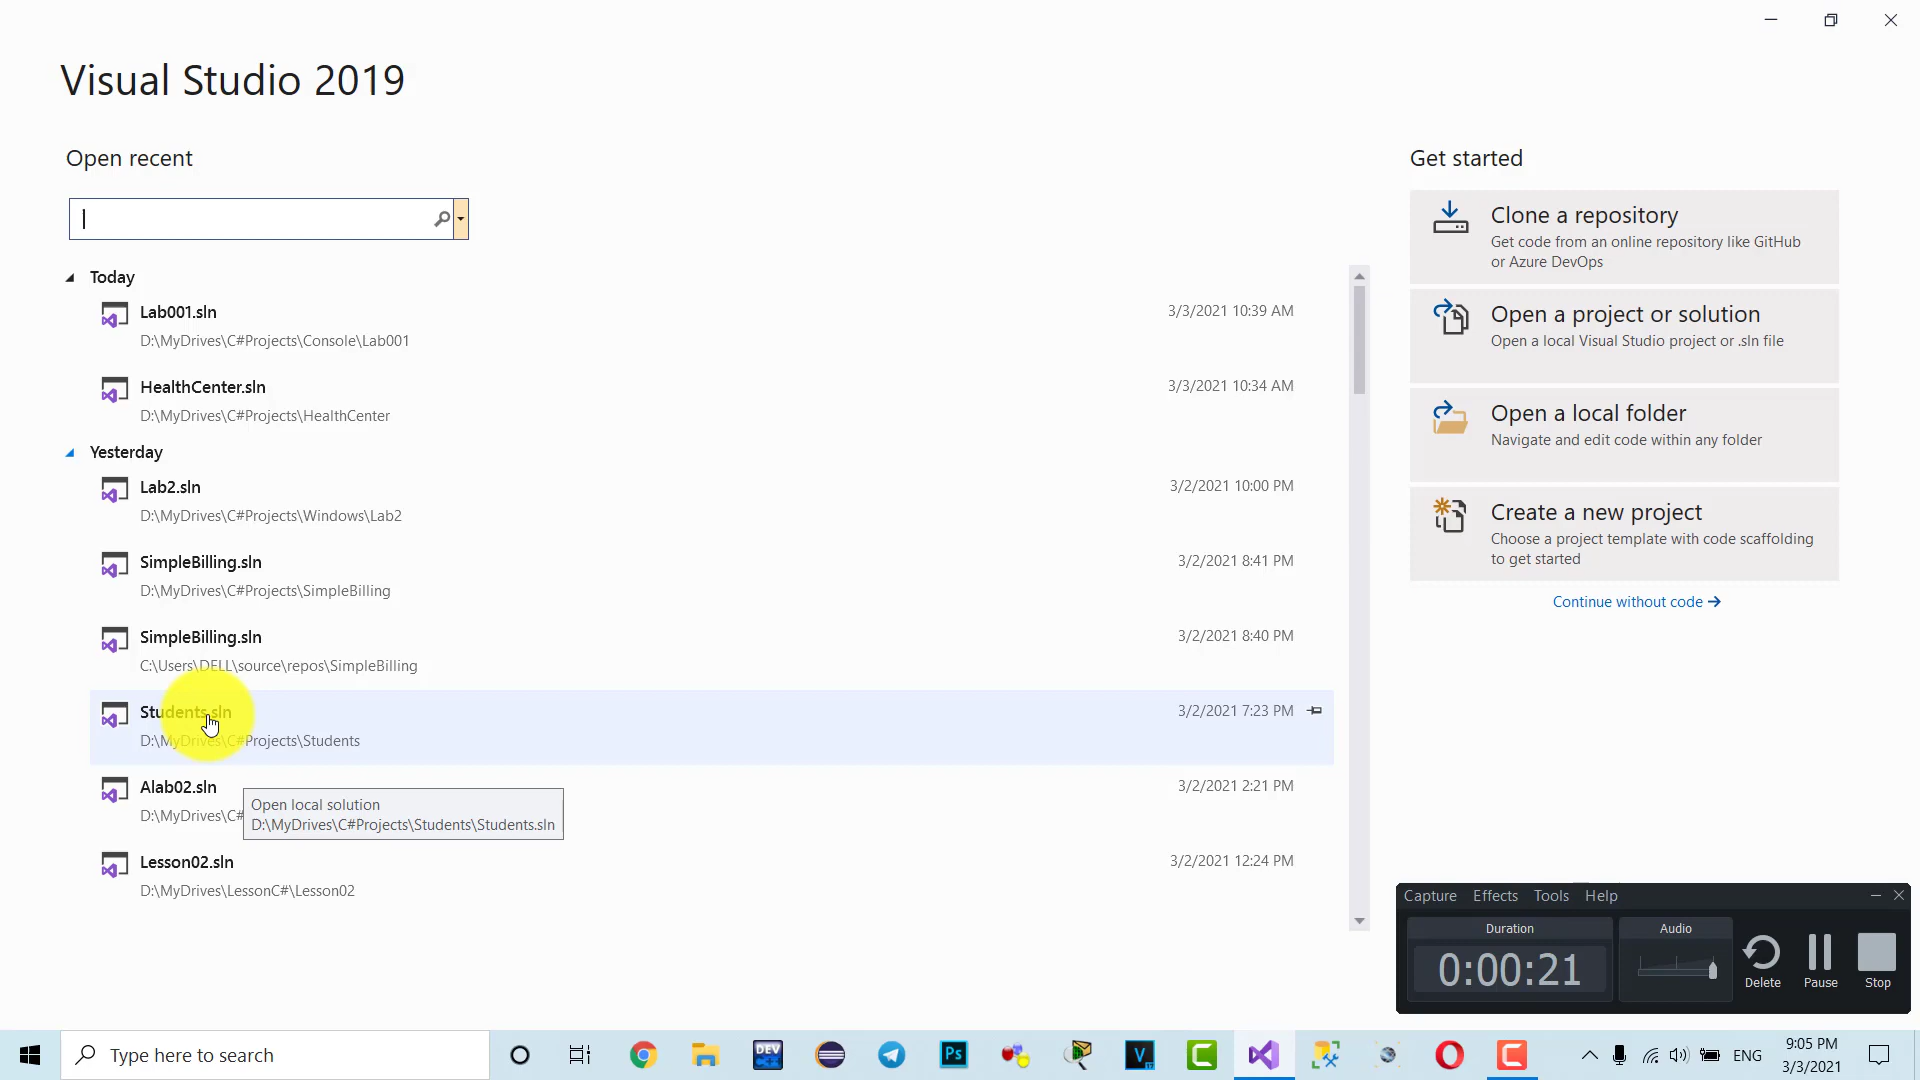 Visual Studio 2019
Open recent
Get started
Today
Lab001.sln
3/3/2021 10:39 AM
D:\MyDrives\C#Projects\Console\Lab001
HealthCenter.sln
3/3/2021 10:34 AM
D:\MyDrives\C#Projects\HealthCenter
Yesterday
Lab2.sln
3/2/2021 10:00 PM
D:\MyDrives\C#Projects\Windows\Lab2
SimpleBilling.sln
3/2/2021 8:41 PM
D:\MyDrives\C#Projects\SimpleBilling
SimpleBilling.sln
3/2/2021 8:40 PM
C:\Users\DELL\source\repos\SimpleBilling
Students.sln
3/2/2021 7:23 PM
D:\MyDrives\C#Projects\Students
Alab02.sln
3/2/2021 2:21 PM
D:\MyDrives\C#
Open local solution
D:\MyDrives\C#Projects\Students\Students.sln
Lesson02.sln
3/2/2021 12:24 PM
D:\MyDrives\LessonC#\Lesson02
Clone a repository
Get code from an online repository like GitHub
or Azure DevOps
Open a project or solution
Open a local Visual Studio project or .sln file
Open a local folder
Navigate and edit code within any folder
Create a new project
Choose a project template with code scaffolding
to get started
Continue without code
Capture Effects Tools Help
Duration
Audio
0:00:21
Delete
Pause
Stop
Type here to search
DEV
Ps
V
ENG
9:05 PM
3/3/2021